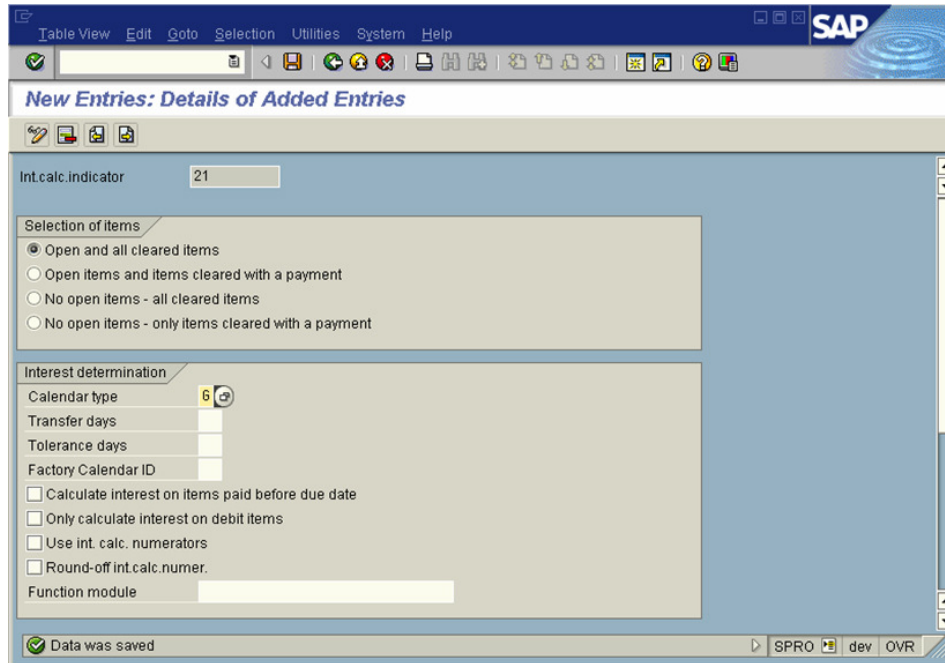 Table View Edit Goto Selection Utilities System Help
SAP
New Entries: Details of Added Entries
Int.calc.indicator 21
Selection of items
Open and all cleared items
Open items and items cleared with a payment
No open items - all cleared items
No open items - only items cleared with a payment
Interest determination
Calendar type G
Transfer days
Tolerance days
Factory Calendar ID
Calculate interest on items paid before due date
Only calculate interest on debit items
Use int. calc. numerators
Round-off int.calc.numer.
Function module
Data was saved SPRO dev OVR